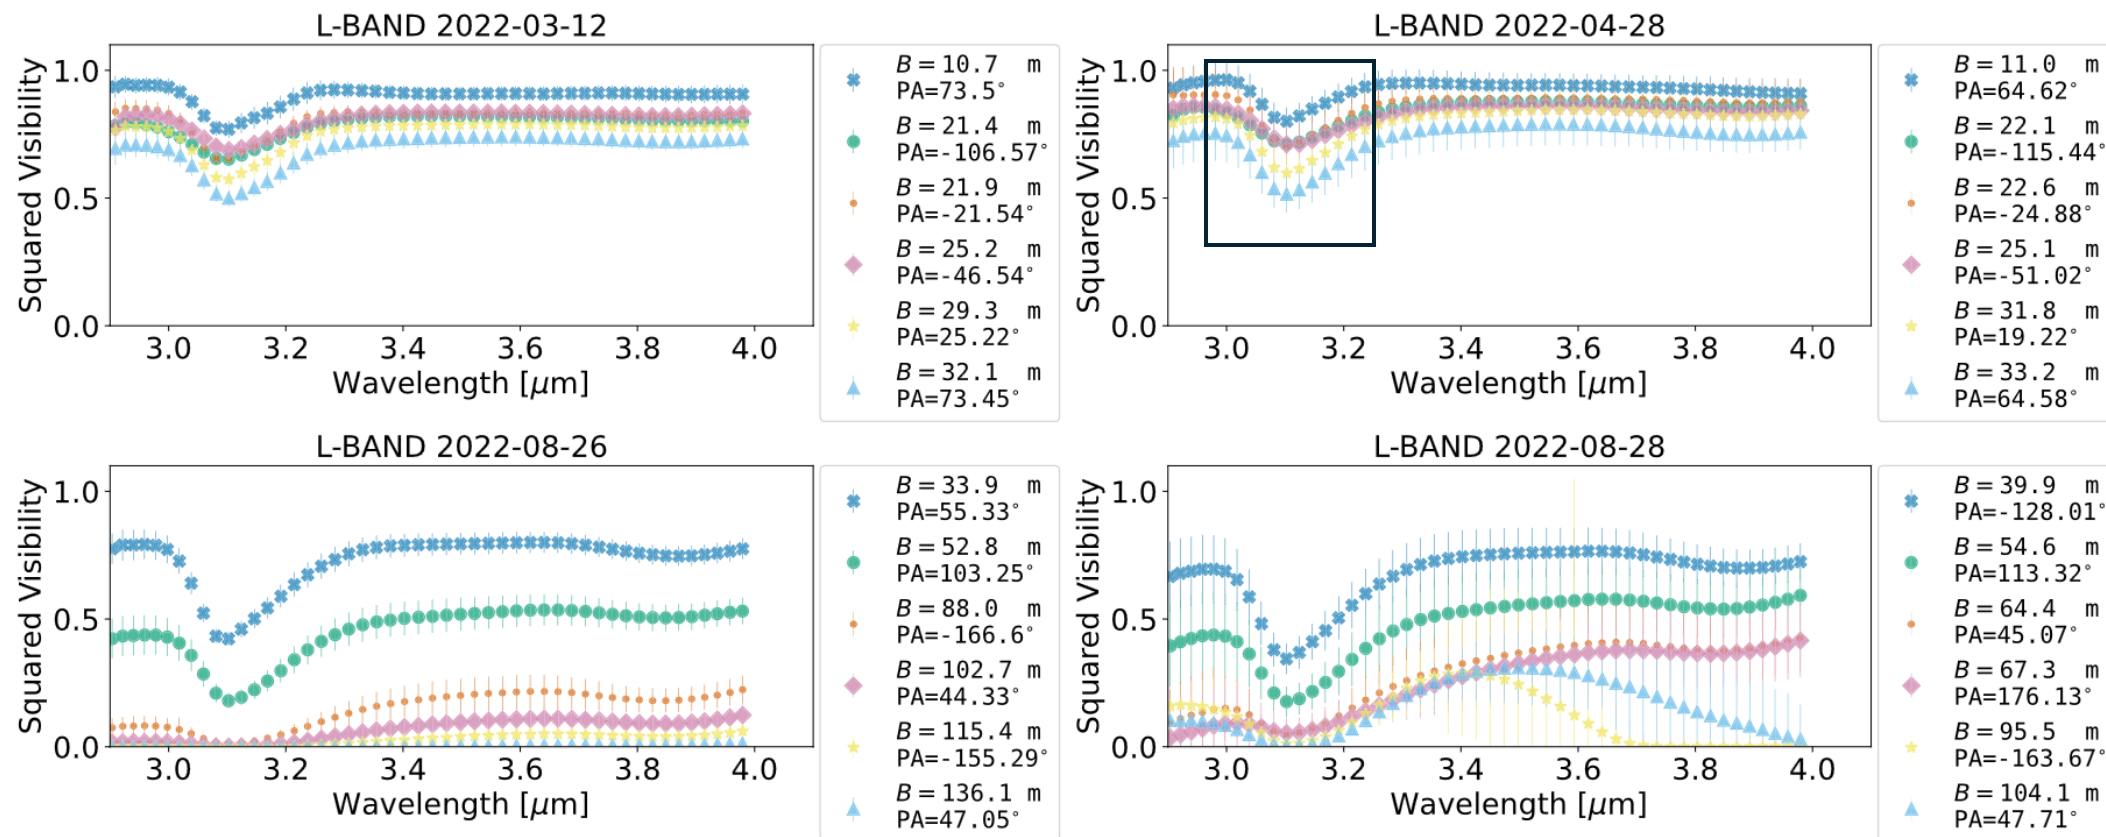 L-BAND 2022-03-12
Squared Visibility
1.0
0.5
0.0
3.0 3.2 3.4 3.6 3.8 4.0
Wavelength [μm]
B = 10.7 m
PA=73.5°
B = 21.4 m
PA=-106.57°
B = 21.9 m
PA=-21.54°
B = 25.2 m
PA=-46.54°
B = 29.3 m
PA=25.22°
B = 32.1 m
PA=73.45°
L-BAND 2022-04-28
Squared Visibility
1.0
0.5
0.0
3.0 3.2 3.4 3.6 3.8 4.0
Wavelength [μm]
B = 11.0 m
PA=64.62°
B = 22.1 m
PA=-115.44°
B = 22.6 m
PA=-24.88°
B = 25.1 m
PA=-51.02°
B = 31.8 m
PA=19.22°
B = 33.2 m
PA=64.58°
L-BAND 2022-08-26
Squared Visibility
1.0
0.5
0.0
3.0 3.2 3.4 3.6 3.8 4.0
Wavelength [μm]
B = 33.9 m
PA=55.33°
B = 52.8 m
PA=103.25°
B = 88.0 m
PA=-166.6°
B = 102.7 m
PA=44.33°
B = 115.4 m
PA=-155.29°
B = 136.1 m
PA=47.05°
L-BAND 2022-08-28
Squared Visibility
1.0
0.5
0.0
3.0 3.2 3.4 3.6 3.8 4.0
Wavelength [μm]
B = 39.9 m
PA=-128.01°
B = 54.6 m
PA=113.32°
B = 64.4 m
PA=45.07°
B = 67.3 m
PA=176.13°
B = 95.5 m
PA=-163.67°
B = 104.1 m
PA=47.71°